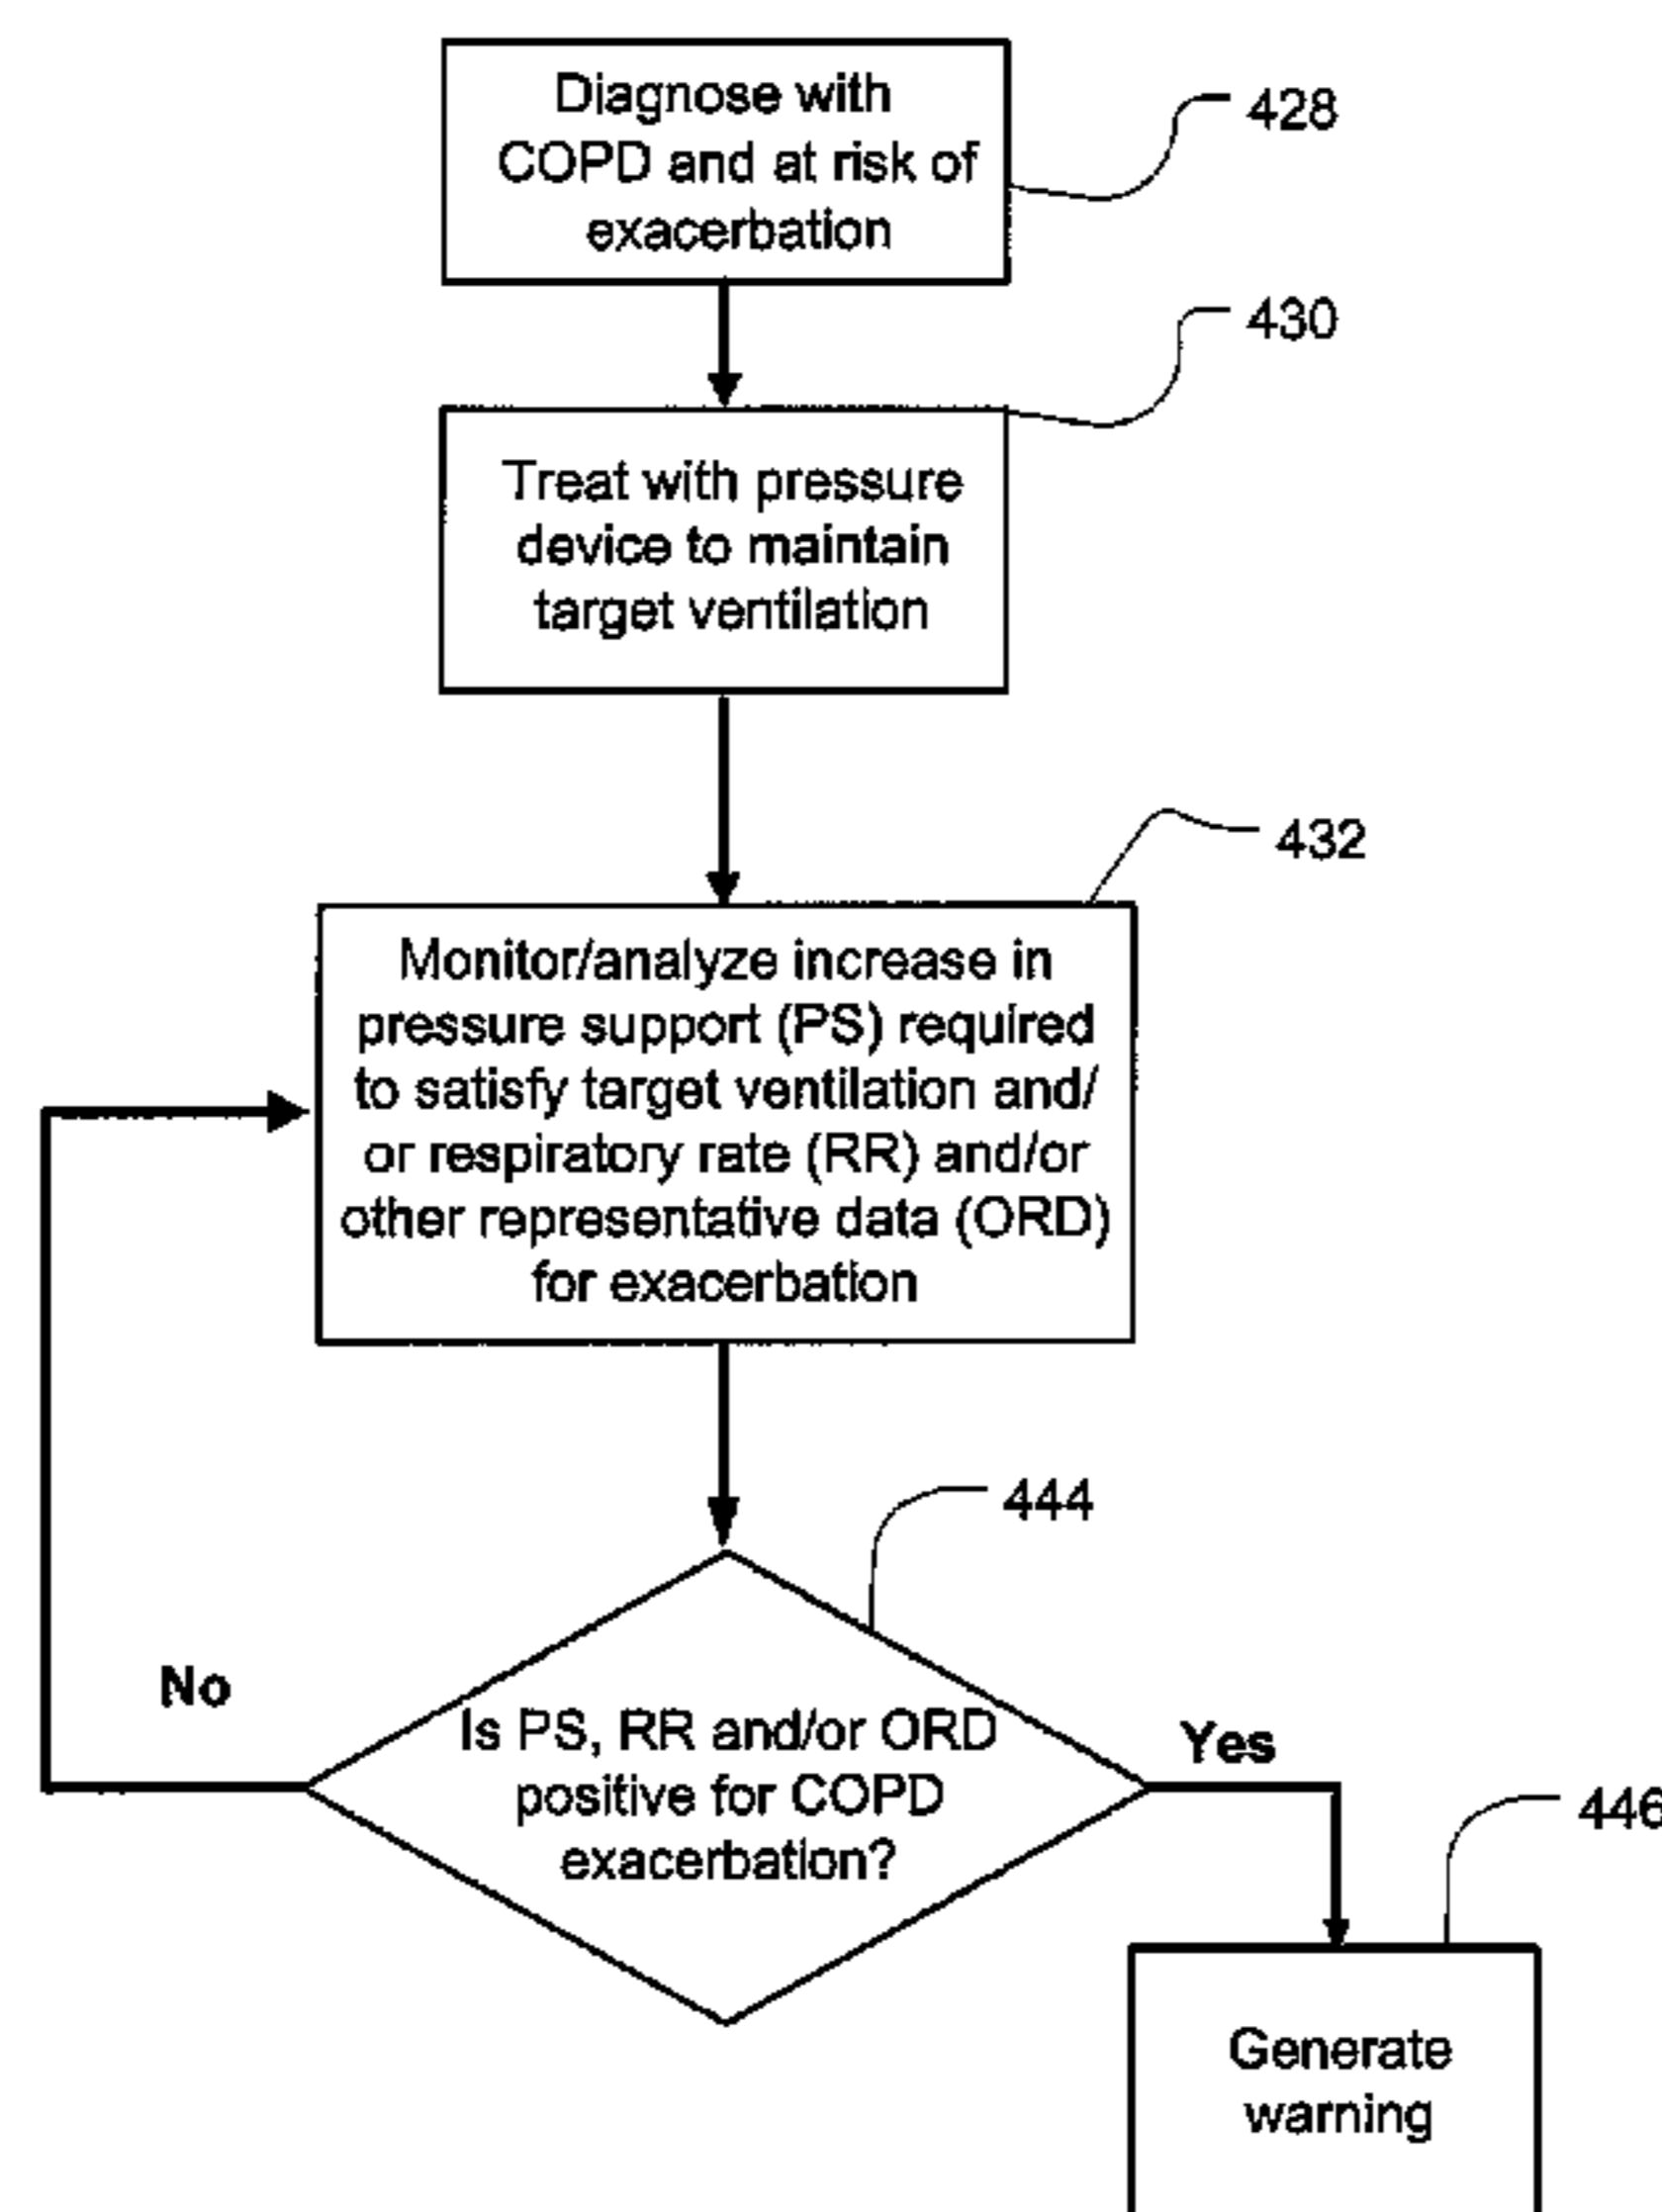 Diagnose with
COPD and at risk of
exacerbation
428
430
Treat with pressure
device to maintain
target ventilation
432
Monitor/analyze increase in
pressure support (PS) required
to satisfy target ventilation and/
or respiratory rate (RR) and/or
other representative data (ORD)
for exacerbation
444
No
Is PS, RR and/or ORD
positive for COPD
exacerbation?
Yes
446
Generate
warning